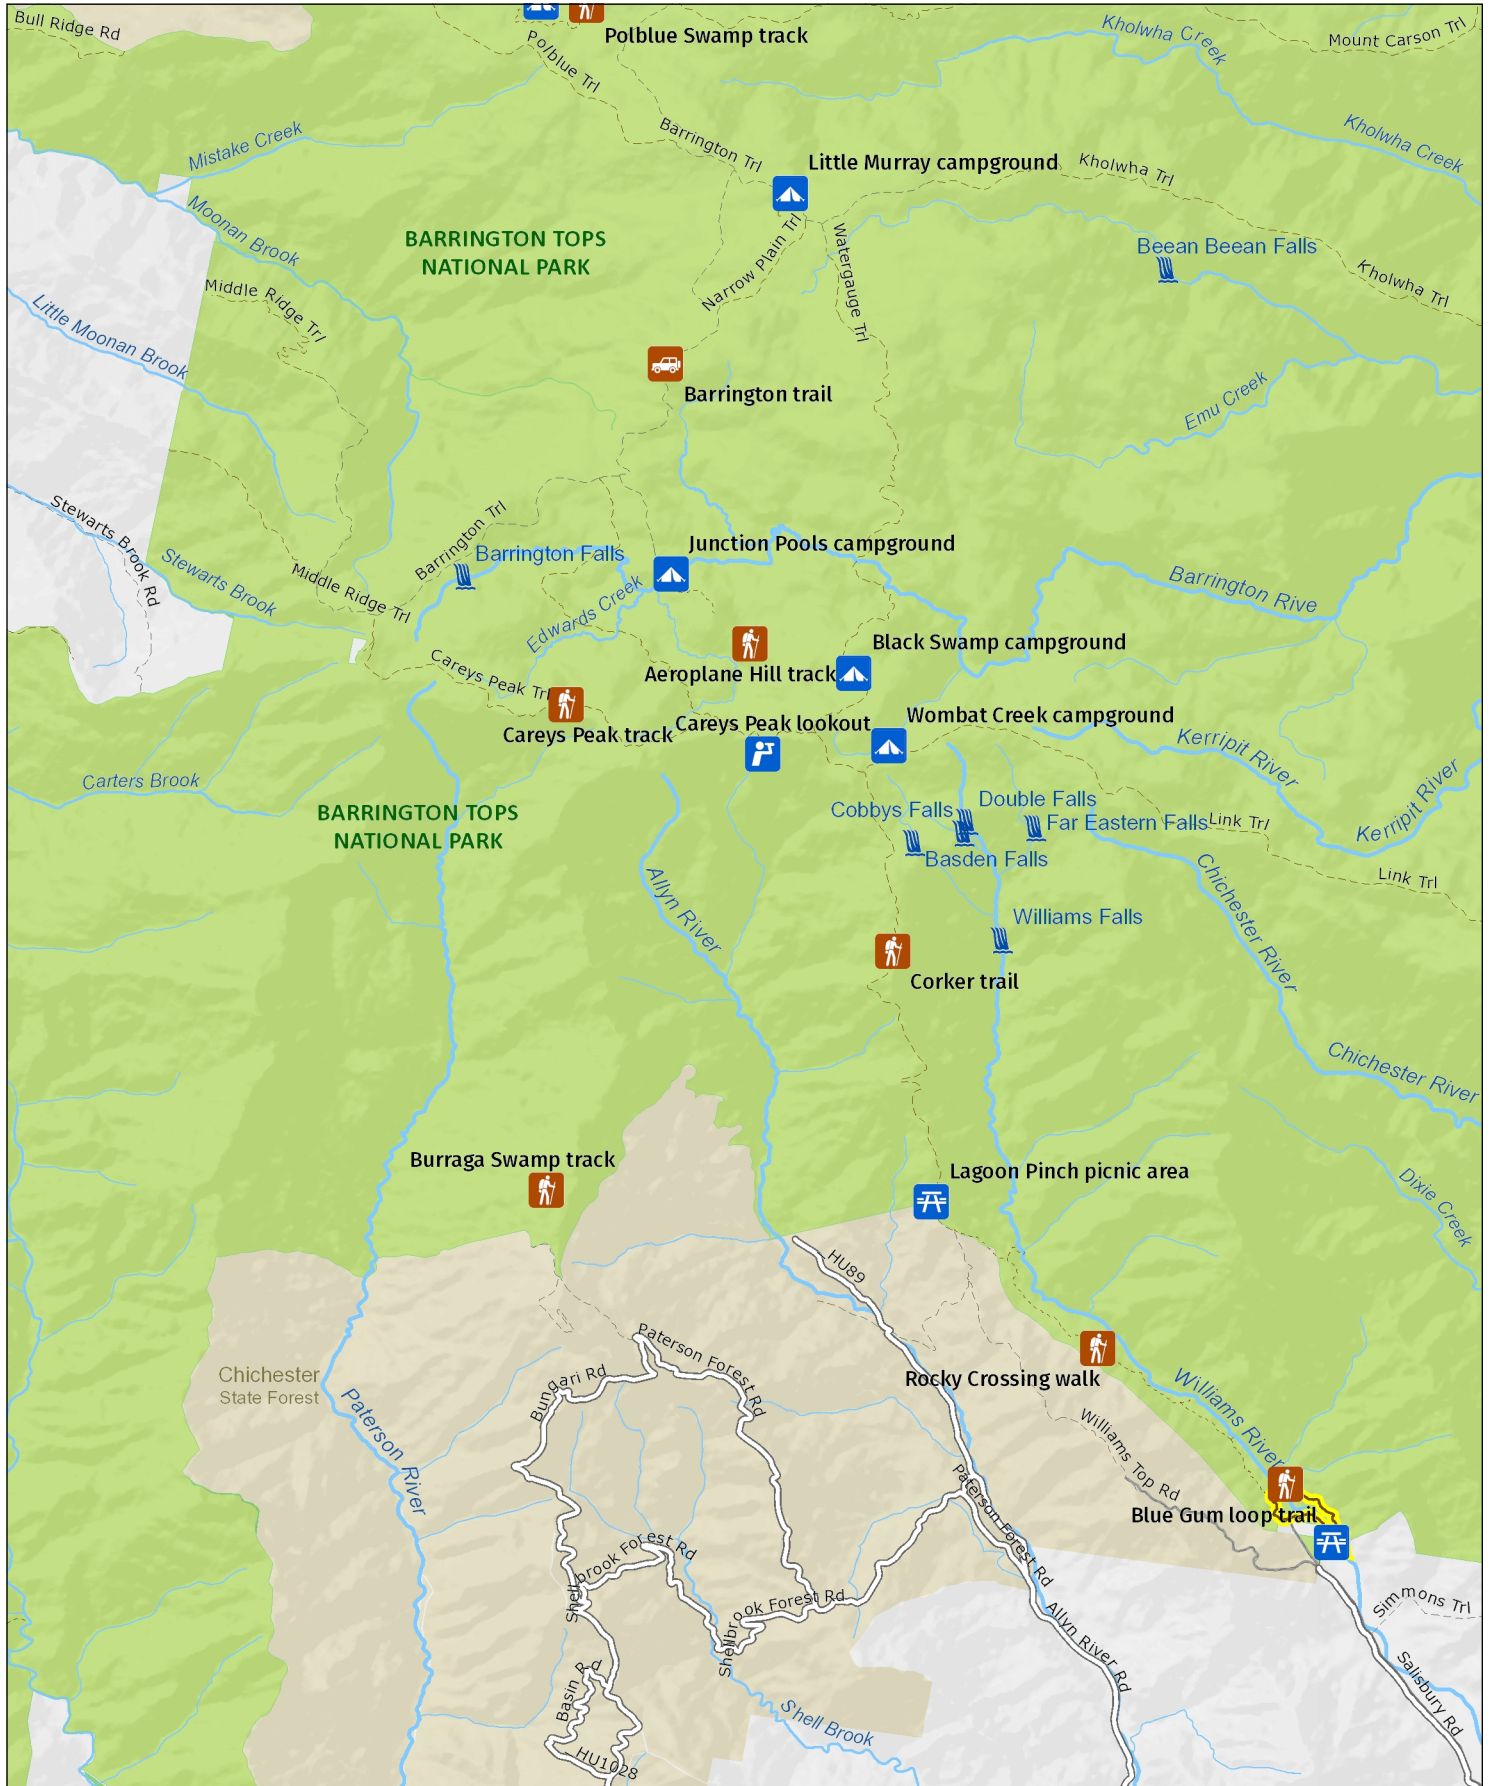 Bull Ridge Rd
Polblue Swamp track
Kholwha Creek
Mount Carson Trl
Polblue Trl
Mistake Creek
Barrington Trl
Kholwha Creek
Little Murray campground
Kholwha Trl
Moonan Brook
BARRINGTON TOPS
NATIONAL PARK
Narrow Plain Trl
Watergauge Trl
Beean Beean Falls
Kholwha Trl
Middle Ridge Trl
Little Moonan Brook
Barrington trail
Emu Creek
Stewarts Brook Rd
Barrington Trl
Barrington Falls
Junction Pools campground
Stewarts Brook
Middle Ridge Trl
Edwards Creek
Barrington Rive
Black Swamp campground
Aeroplane Hill track
Careys Peak Trl
Careys Peak track
Careys Peak lookout
Wombat Creek campground
Kerripit River
Carters Brook
BARRINGTON TOPS
NATIONAL PARK
Cobbys Falls
Double Falls
Far Eastern Falls
Link Trl
Kerripit River
Basden Falls
Link Trl
Allyn River
Chichester River
Williams Falls
Corker trail
Chichester River
Burraga Swamp track
Lagoon Pinch picnic area
Dixie Creek
HU89
Paterson Forest Rd
Chichester
State Forest
Bungari Rd
Rocky Crossing walk
Paterson River
Williams River
Williams Top Rd
Paterson Forest Rd
Blue Gum loop trail
Shellbrook Forest Rd
Shellbrook Forest Rd
Simmons Trl
Allyn River Rd
Salisbury Rd
Basin Rd
Shell Brook
HU1028